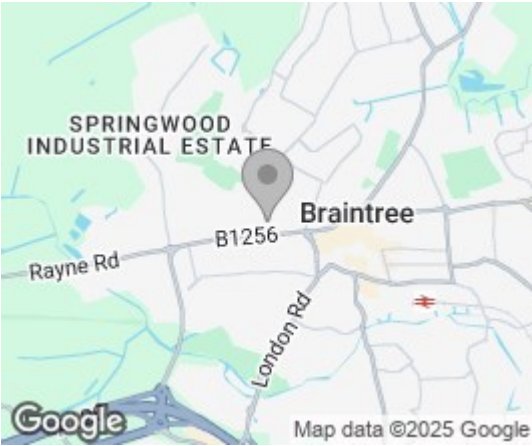 SPRINGWOOD
INDUSTRIAL ESTATE
Braintree
B1256
Rayne Rd
London Rd
Google
Map data ©2025 Google